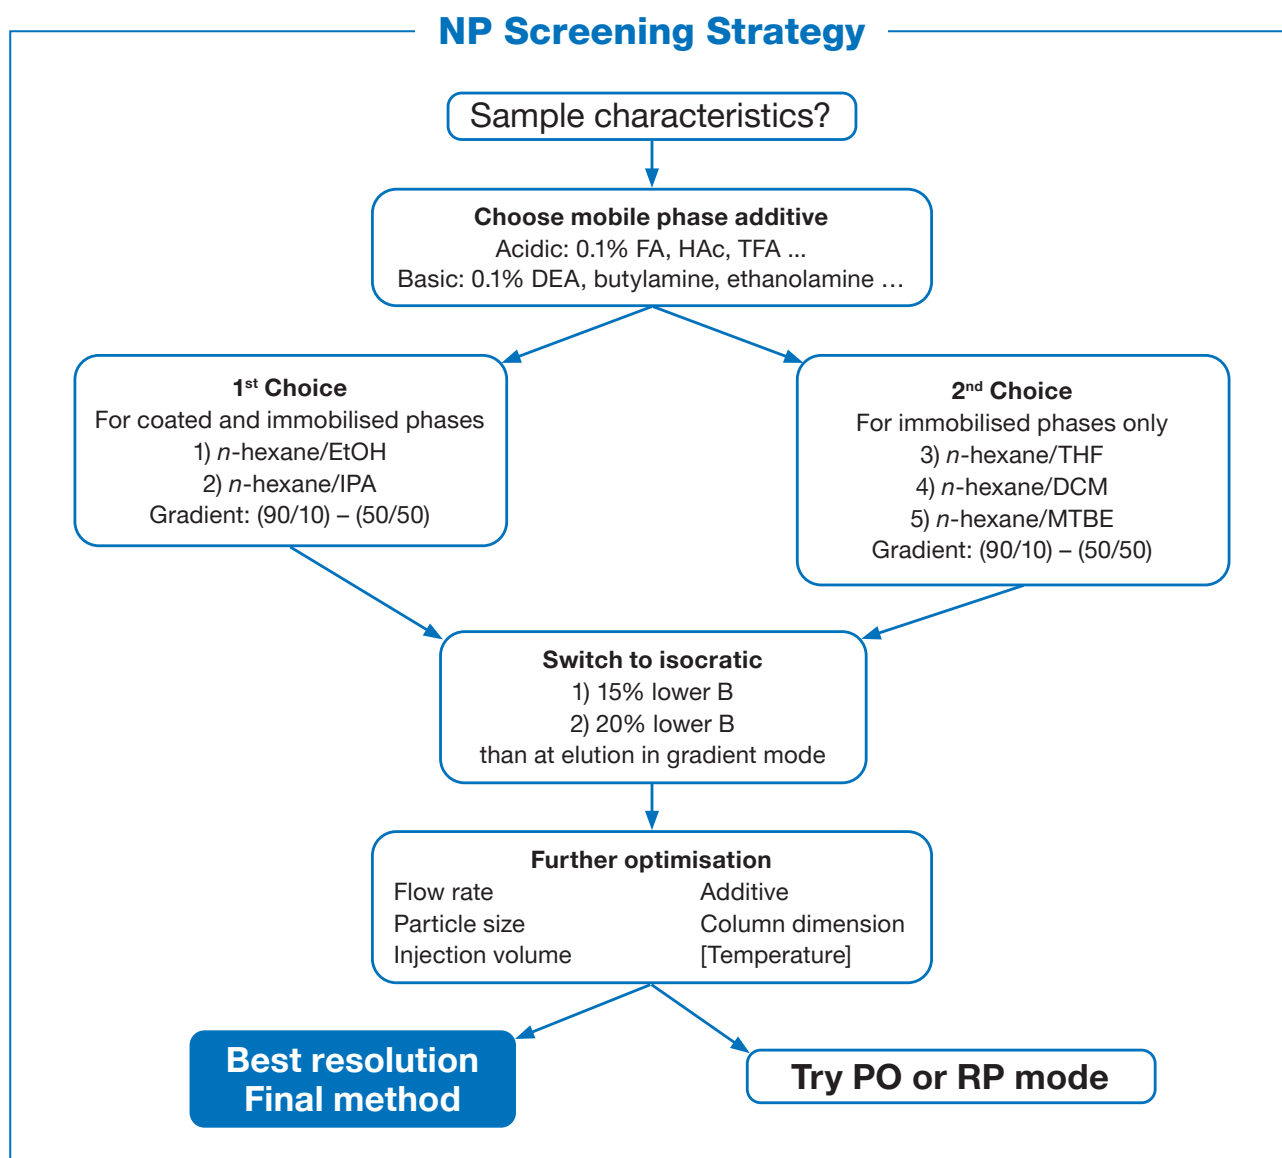 NP Screening Strategy
Sample characteristics?
Choose mobile phase additive
Acidic: 0.1% FA, HAc, TFA ...
Basic: 0.1% DEA, butylamine, ethanolamine …
1st Choice
For coated and immobilised phases
1) n-hexane/EtOH
2) n-hexane/IPA
Gradient: (90/10) – (50/50)
2nd Choice
For immobilised phases only
3) n-hexane/THF
4) n-hexane/DCM
5) n-hexane/MTBE
Gradient: (90/10) – (50/50)
Switch to isocratic
1) 15% lower B
2) 20% lower B
than at elution in gradient mode
Further optimisation
Flow rate
Particle size
Injection volume
Additive
Column dimension
[Temperature]
Best resolution
Final method
Try PO or RP mode